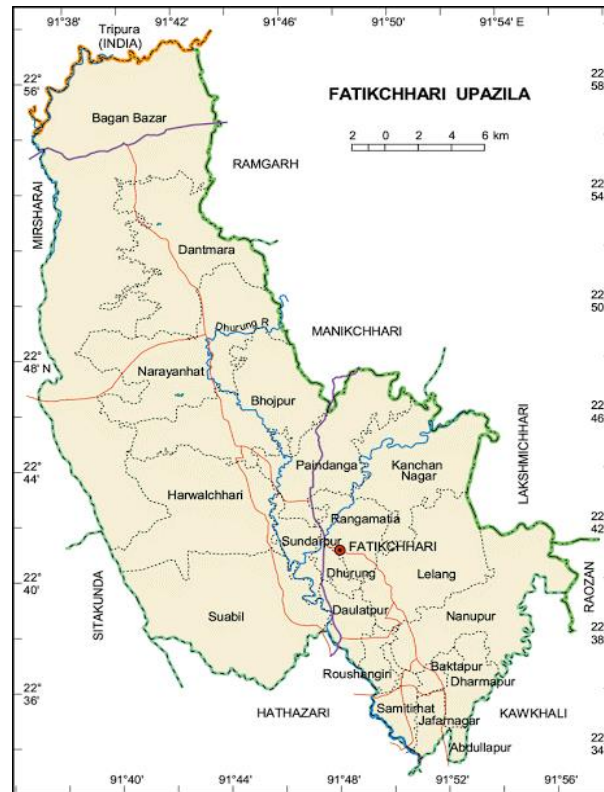 91°38' 91°42' 91°46' 91°50' 91°54' E
Tripura
(INDIA)
22°
56'
22
58'
FATIKCHHARI UPAZILA
Bagan Bazar
2 0 2 4 6 km
RAMGARH
22
54'
MIRSHARAI
Dantmara
22
50'
Dhurung R
MANIKCHHARI
22°
48' N
Narayanhat
Bhojpur
22
46'
Paindanga
Kanchan
Nagar
LAKSHMICHHARI
22°
44'
Harwalchhari
Rangamatia
22
42'
Sundarpur
FATIKCHHARI
Dhurung
Lelang
22°
40'
SITAKUNDA
RAOZAN
Daulatpur
Nanupur
Suabil
22
38'
Roushangiri
Baktapur
Dharmapur
22°
36'
HATHAZARI
Samitirhat
Jafarnagar
KAWKHALI
Abdullapur
22
34'
91°40' 91°44' 91°48' 91°52' 91°56'